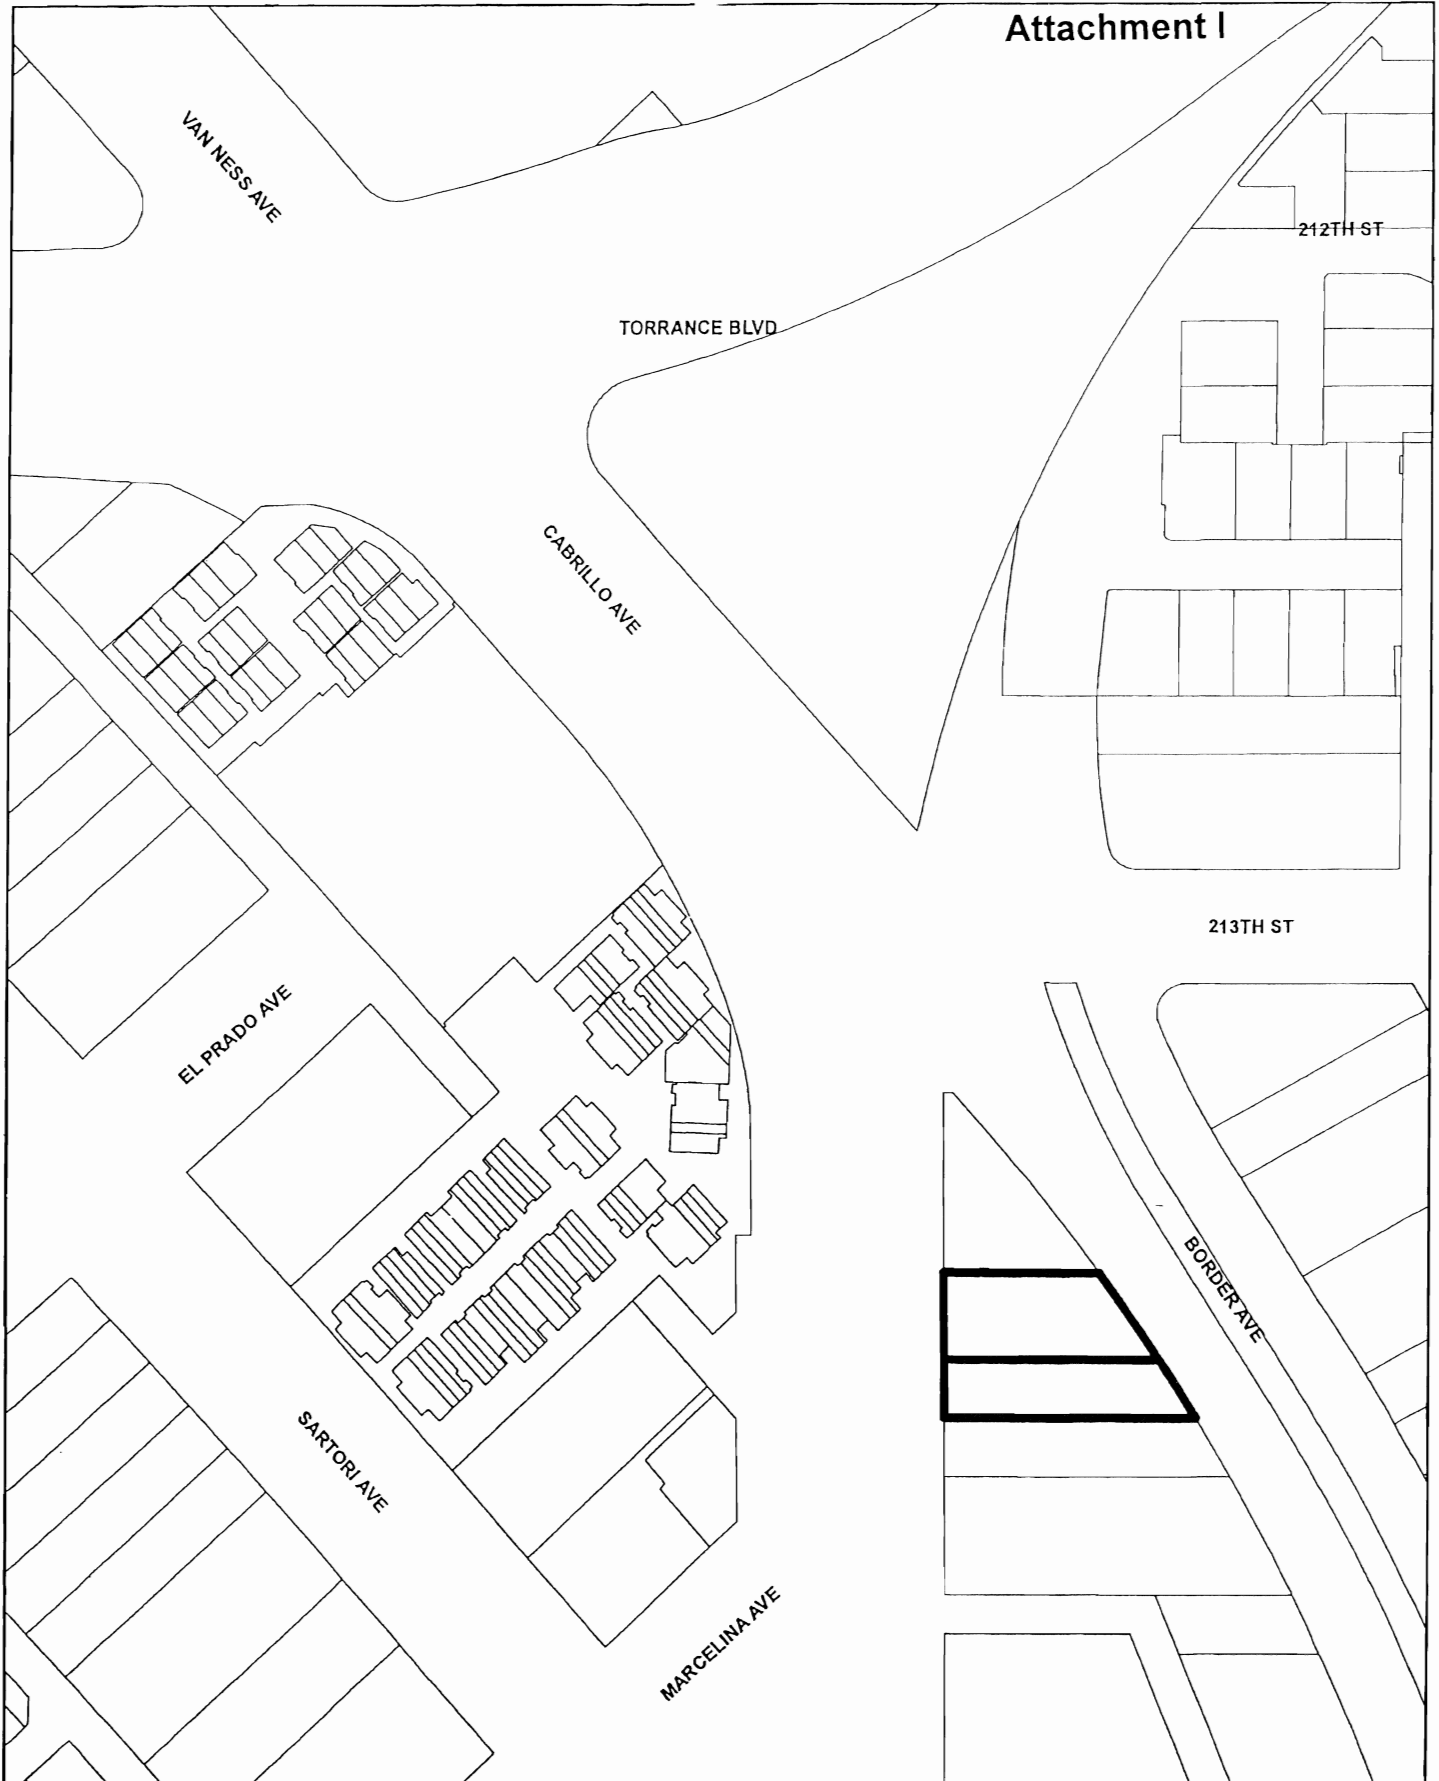 Attachment I
VAN NESS AVE
212TH ST
TORRANCE BLVD
CABRILLO AVE
213TH ST
EL PRADO AVE
BORDER AVE
SARTORI AVE
MARCELINA AVE